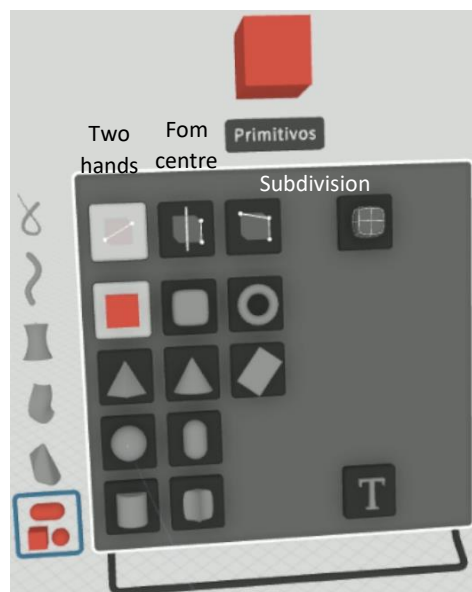 Primitivos
Two hands
Fom centre
Subdivision
T